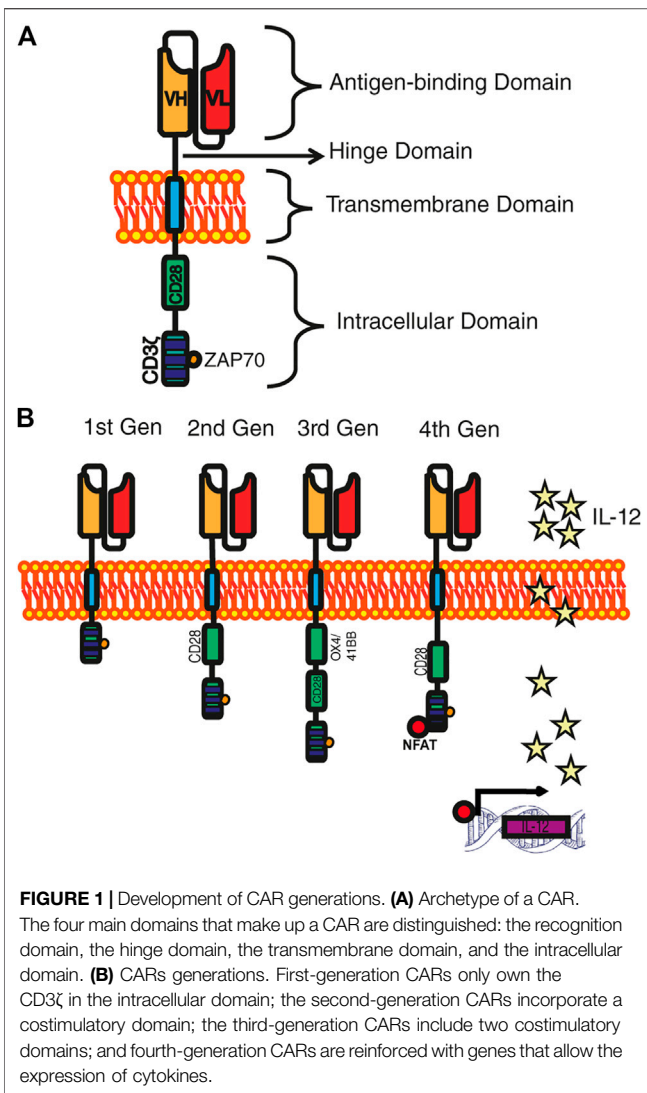 A
VH
VL
Antigen-binding Domain
Hinge Domain
Transmembrane Domain
CD28
Intracellular Domain
CD3ζ
ZAP70
B
1st Gen
2nd Gen
3rd Gen
4th Gen
IL-12
CD28
OX4/
41BB
CD28
CD28
NFAT
IL-12
FIGURE 1 | Development of CAR generations. (A) Archetype of a CAR.
The four main domains that make up a CAR are distinguished: the recognition
domain, the hinge domain, the transmembrane domain, and the intracellular
domain. (B) CARs generations. First-generation CARs only own the
CD3ζ in the intracellular domain; the second-generation CARs incorporate a
costimulatory domain; the third-generation CARs include two costimulatory
domains; and fourth-generation CARs are reinforced with genes that allow the
expression of cytokines.